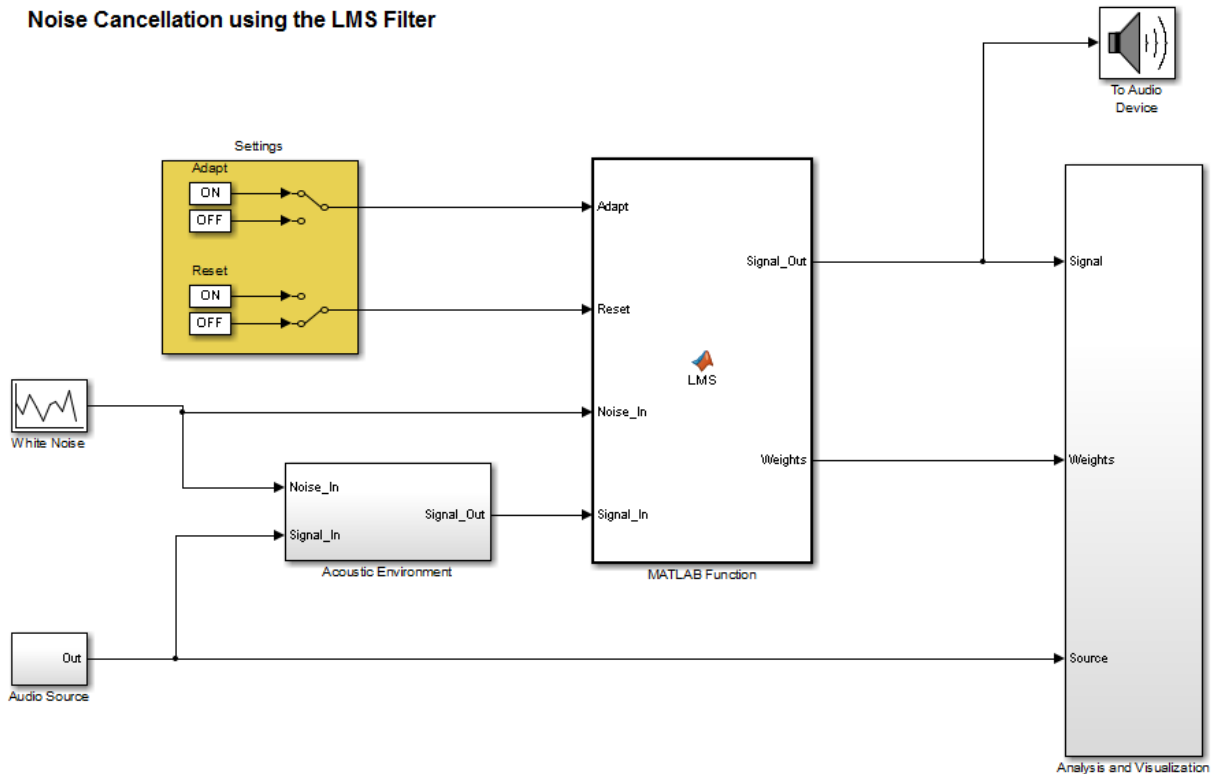 Noise Cancellation using the LMS Filter
To Audio
Device
Settings
Adapt
ON
OFF
Reset
ON
OFF
Adapt
Reset
LMS
Noise_In
Signal_In
Signal_Out
Weights
MATLAB Function
Signal
Weights
Source
Analysis and Visualization
White Noise
Noise_In
Signal_In
Signal_Out
Acoustic Environment
Out
Audio Source